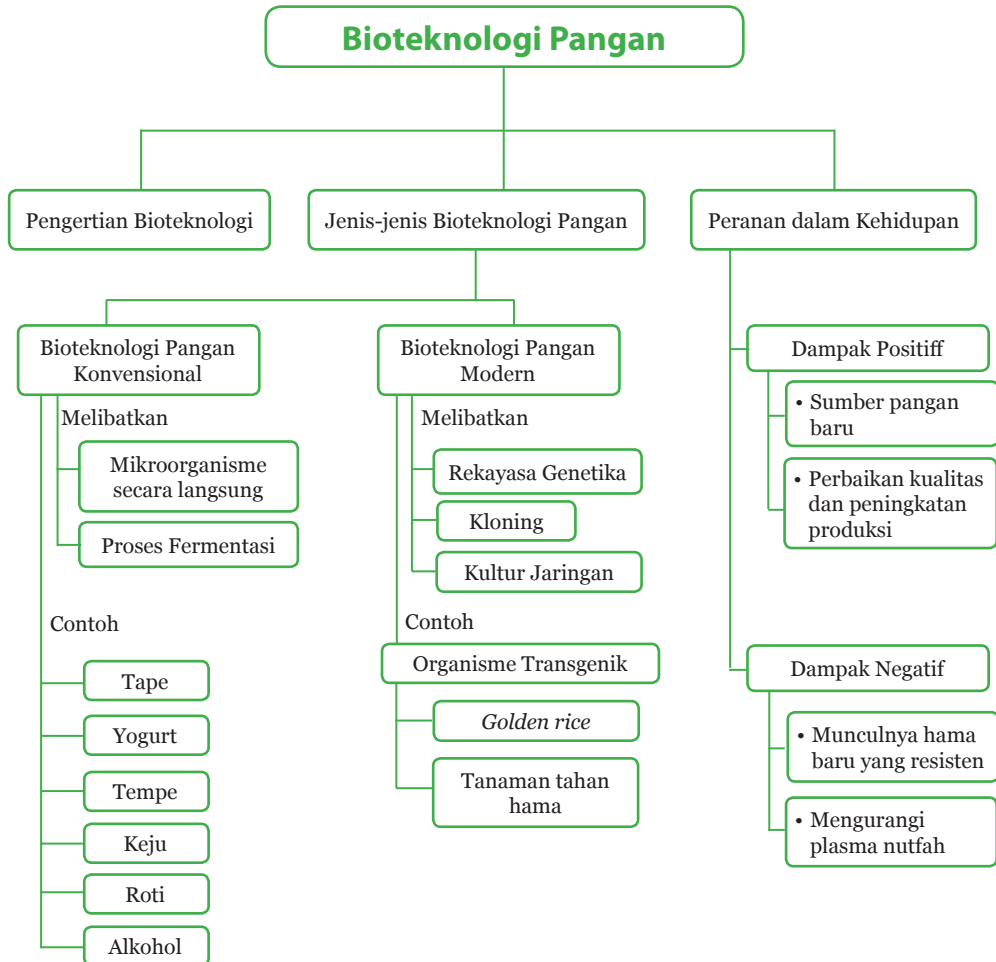 Bioteknologi Pangan
Pengertian Bioteknologi
Jenis-jenis Bioteknologi Pangan
Peranan dalam Kehidupan
Bioteknologi Pangan
Konvensional
Melibatkan
Mikroorganisme
secara langsung
Proses Fermentasi
Contoh
Tape
Yogurt
Tempe
Keju
Roti
Alkohol
Bioteknologi Pangan
Modern
Melibatkan
Rekayasa Genetika
Kloning
Kultur Jaringan
Contoh
Organisme Transgenik
Golden rice
Tanaman tahan
hama
Dampak Positiff
• Sumber pangan
baru
• Perbaikan kualitas
dan peningkatan
produksi
Dampak Negatif
• Munculnya hama
baru yang resisten
• Mengurangi
plasma nutfah